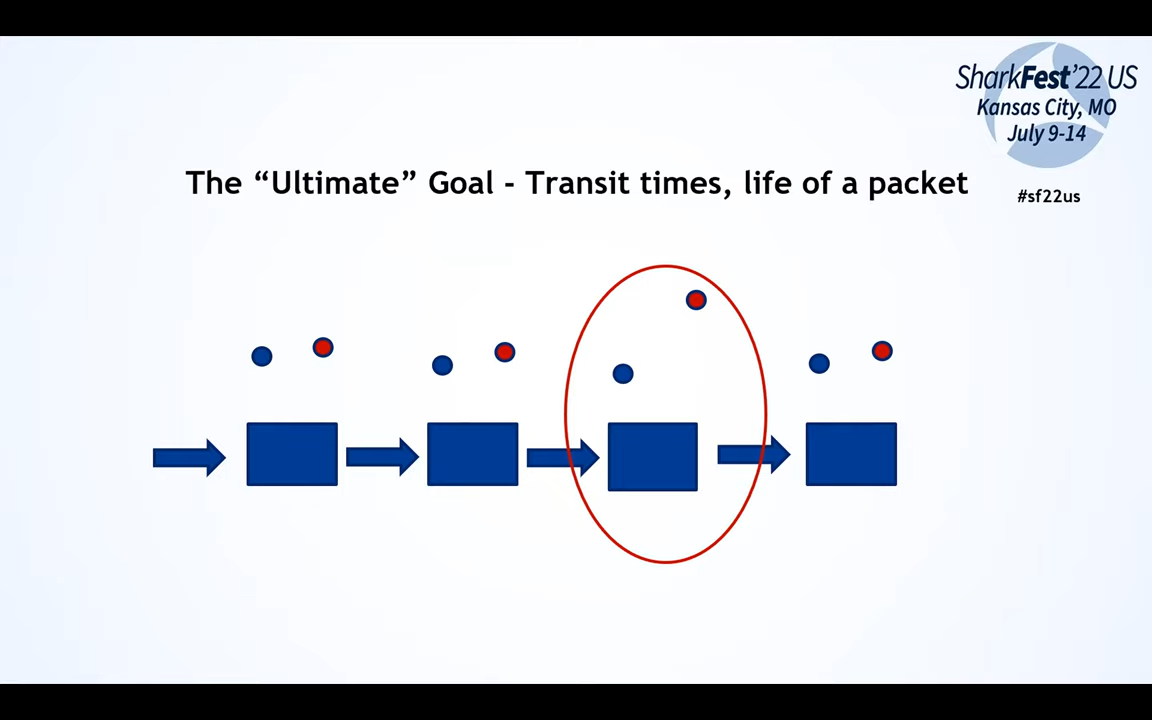 SharkFest’22 US
Kansas City, MO
July 9-14
The “Ultimate” Goal - Transit times, life of a packet
#sf22us